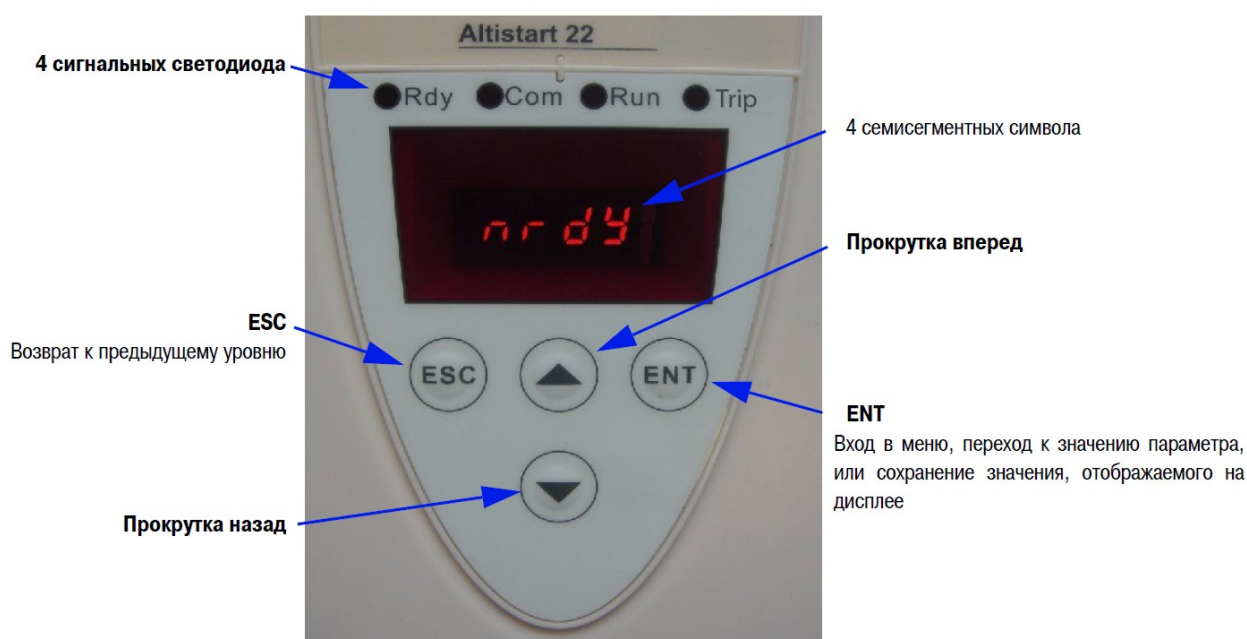 Altistart 22
4 сигнальных светодиода
Rdy Com Run Trip
4 семисегментных символа
nrdY
Прокрутка вперед
ESC
Возврат к предыдущему уровню
ESC
ENT
ENT
Вход в меню, переход к значению параметра,
или сохранение значения, отображаемого на
дисплее
Прокрутка назад